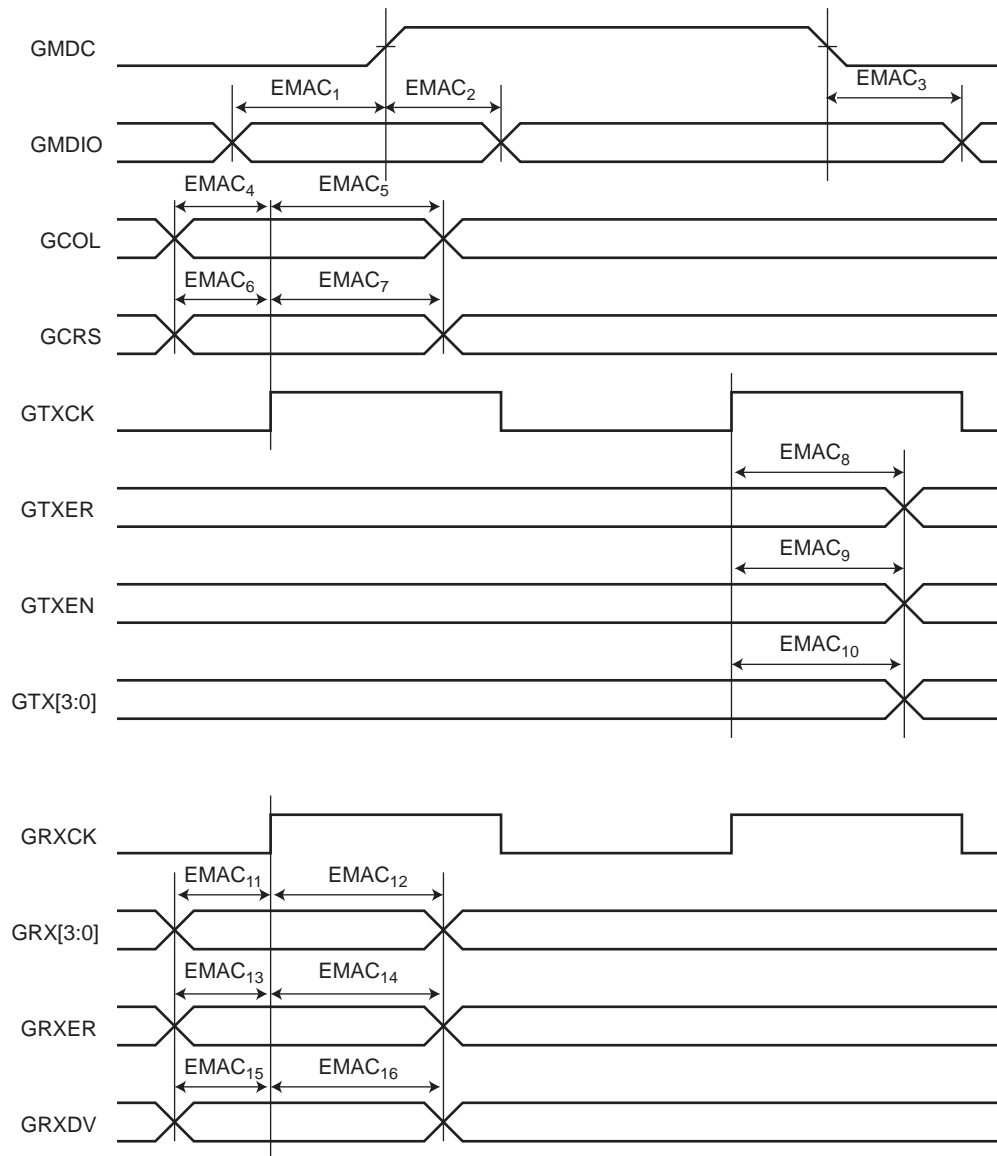 GMDC
EMAC1 EMAC2 EMAC3
GMDIO
EMAC4 EMAC5
GCOL
EMAC6 EMAC7
GCRS
GTXCK
EMAC8
GTXER
EMAC9
GTXEN
EMAC10
GTX[3:0]
GRXCK
EMAC11 EMAC12
GRX[3:0]
EMAC13 EMAC14
GRXER
EMAC15 EMAC16
GRXDV